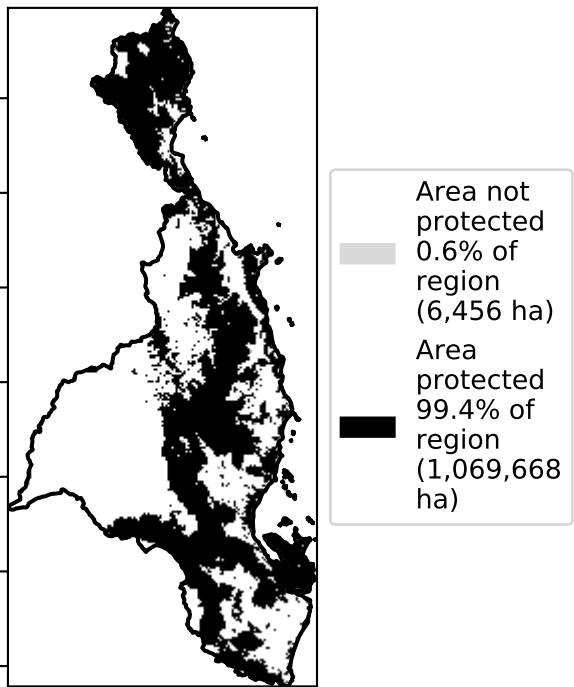 Area not
protected
0.6% of
region
(6,456 ha)
Area
protected
99.4% of
region
(1,069,668
ha)